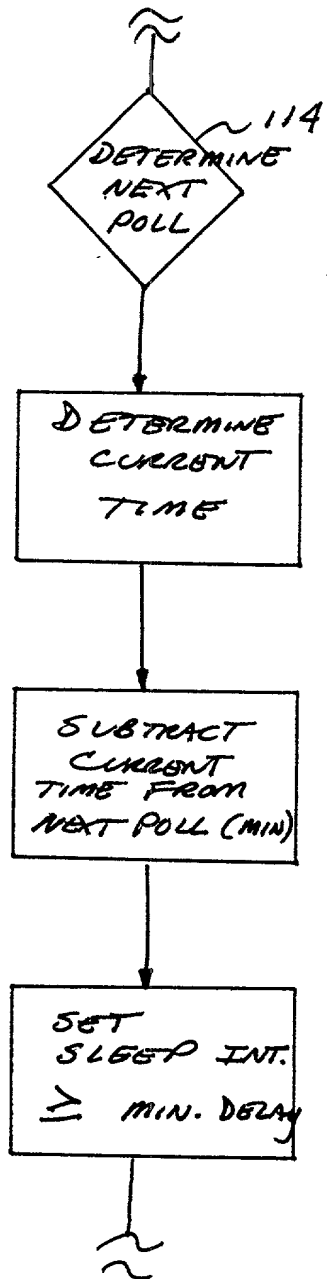 114
DETERMINE
NEXT
POLL
DETERMINE
CURRENT
TIME
SUBTRACT
CURRENT
TIME FROM
NEXT POLL (MIN)
SET
SLEEP INT.
≥ MIN. DELAY